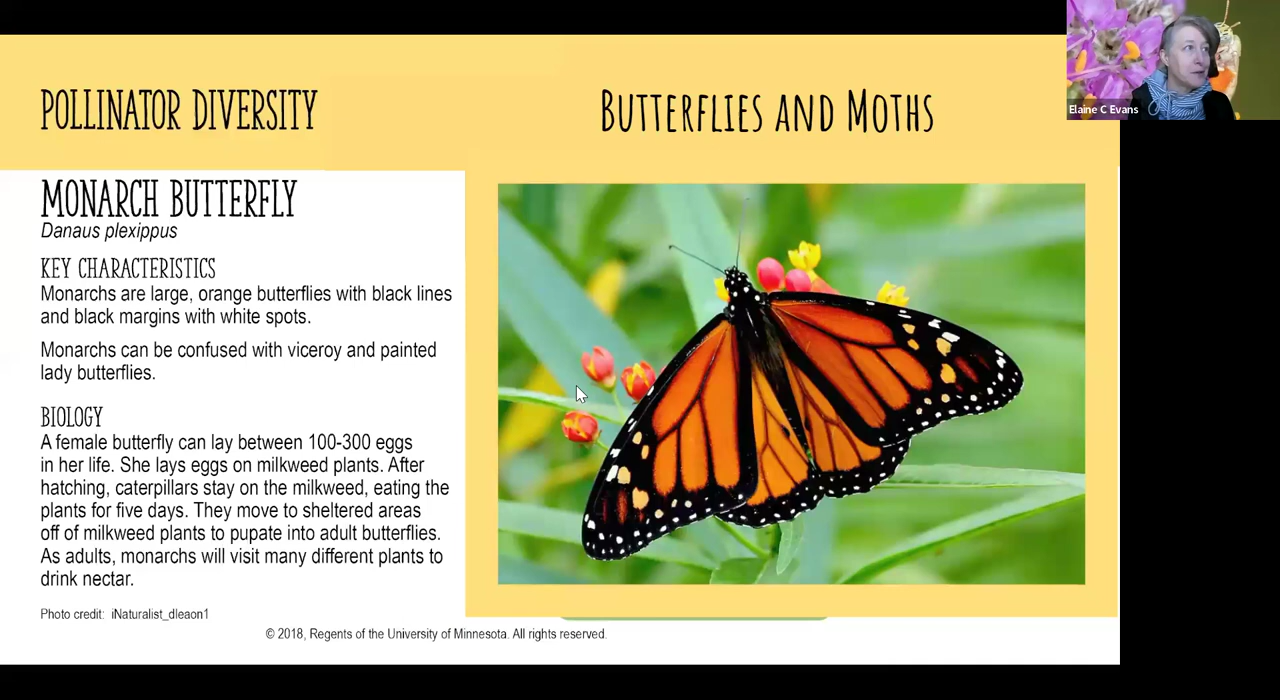 POLLINATOR DIVERSITY
BUTTERFLIES AND MOTHS
Elaine C Evans
MONARCH BUTTERFLY
Danaus plexippus
KEY CHARACTERISTICS
Monarchs are large, orange butterflies with black lines
and black margins with white spots.
Monarchs can be confused with viceroy and painted
lady butterflies.
BIOLOGY
A female butterfly can lay between 100-300 eggs
in her life. She lays eggs on milkweed plants. After
hatching, caterpillars stay on the milkweed, eating the
plants for five days. They move to sheltered areas
off of milkweed plants to pupate into adult butterflies.
As adults, monarchs will visit many different plants to
drink nectar.
Photo credit: iNaturalist_dleaon1
© 2018, Regents of the University of Minnesota. All rights reserved.